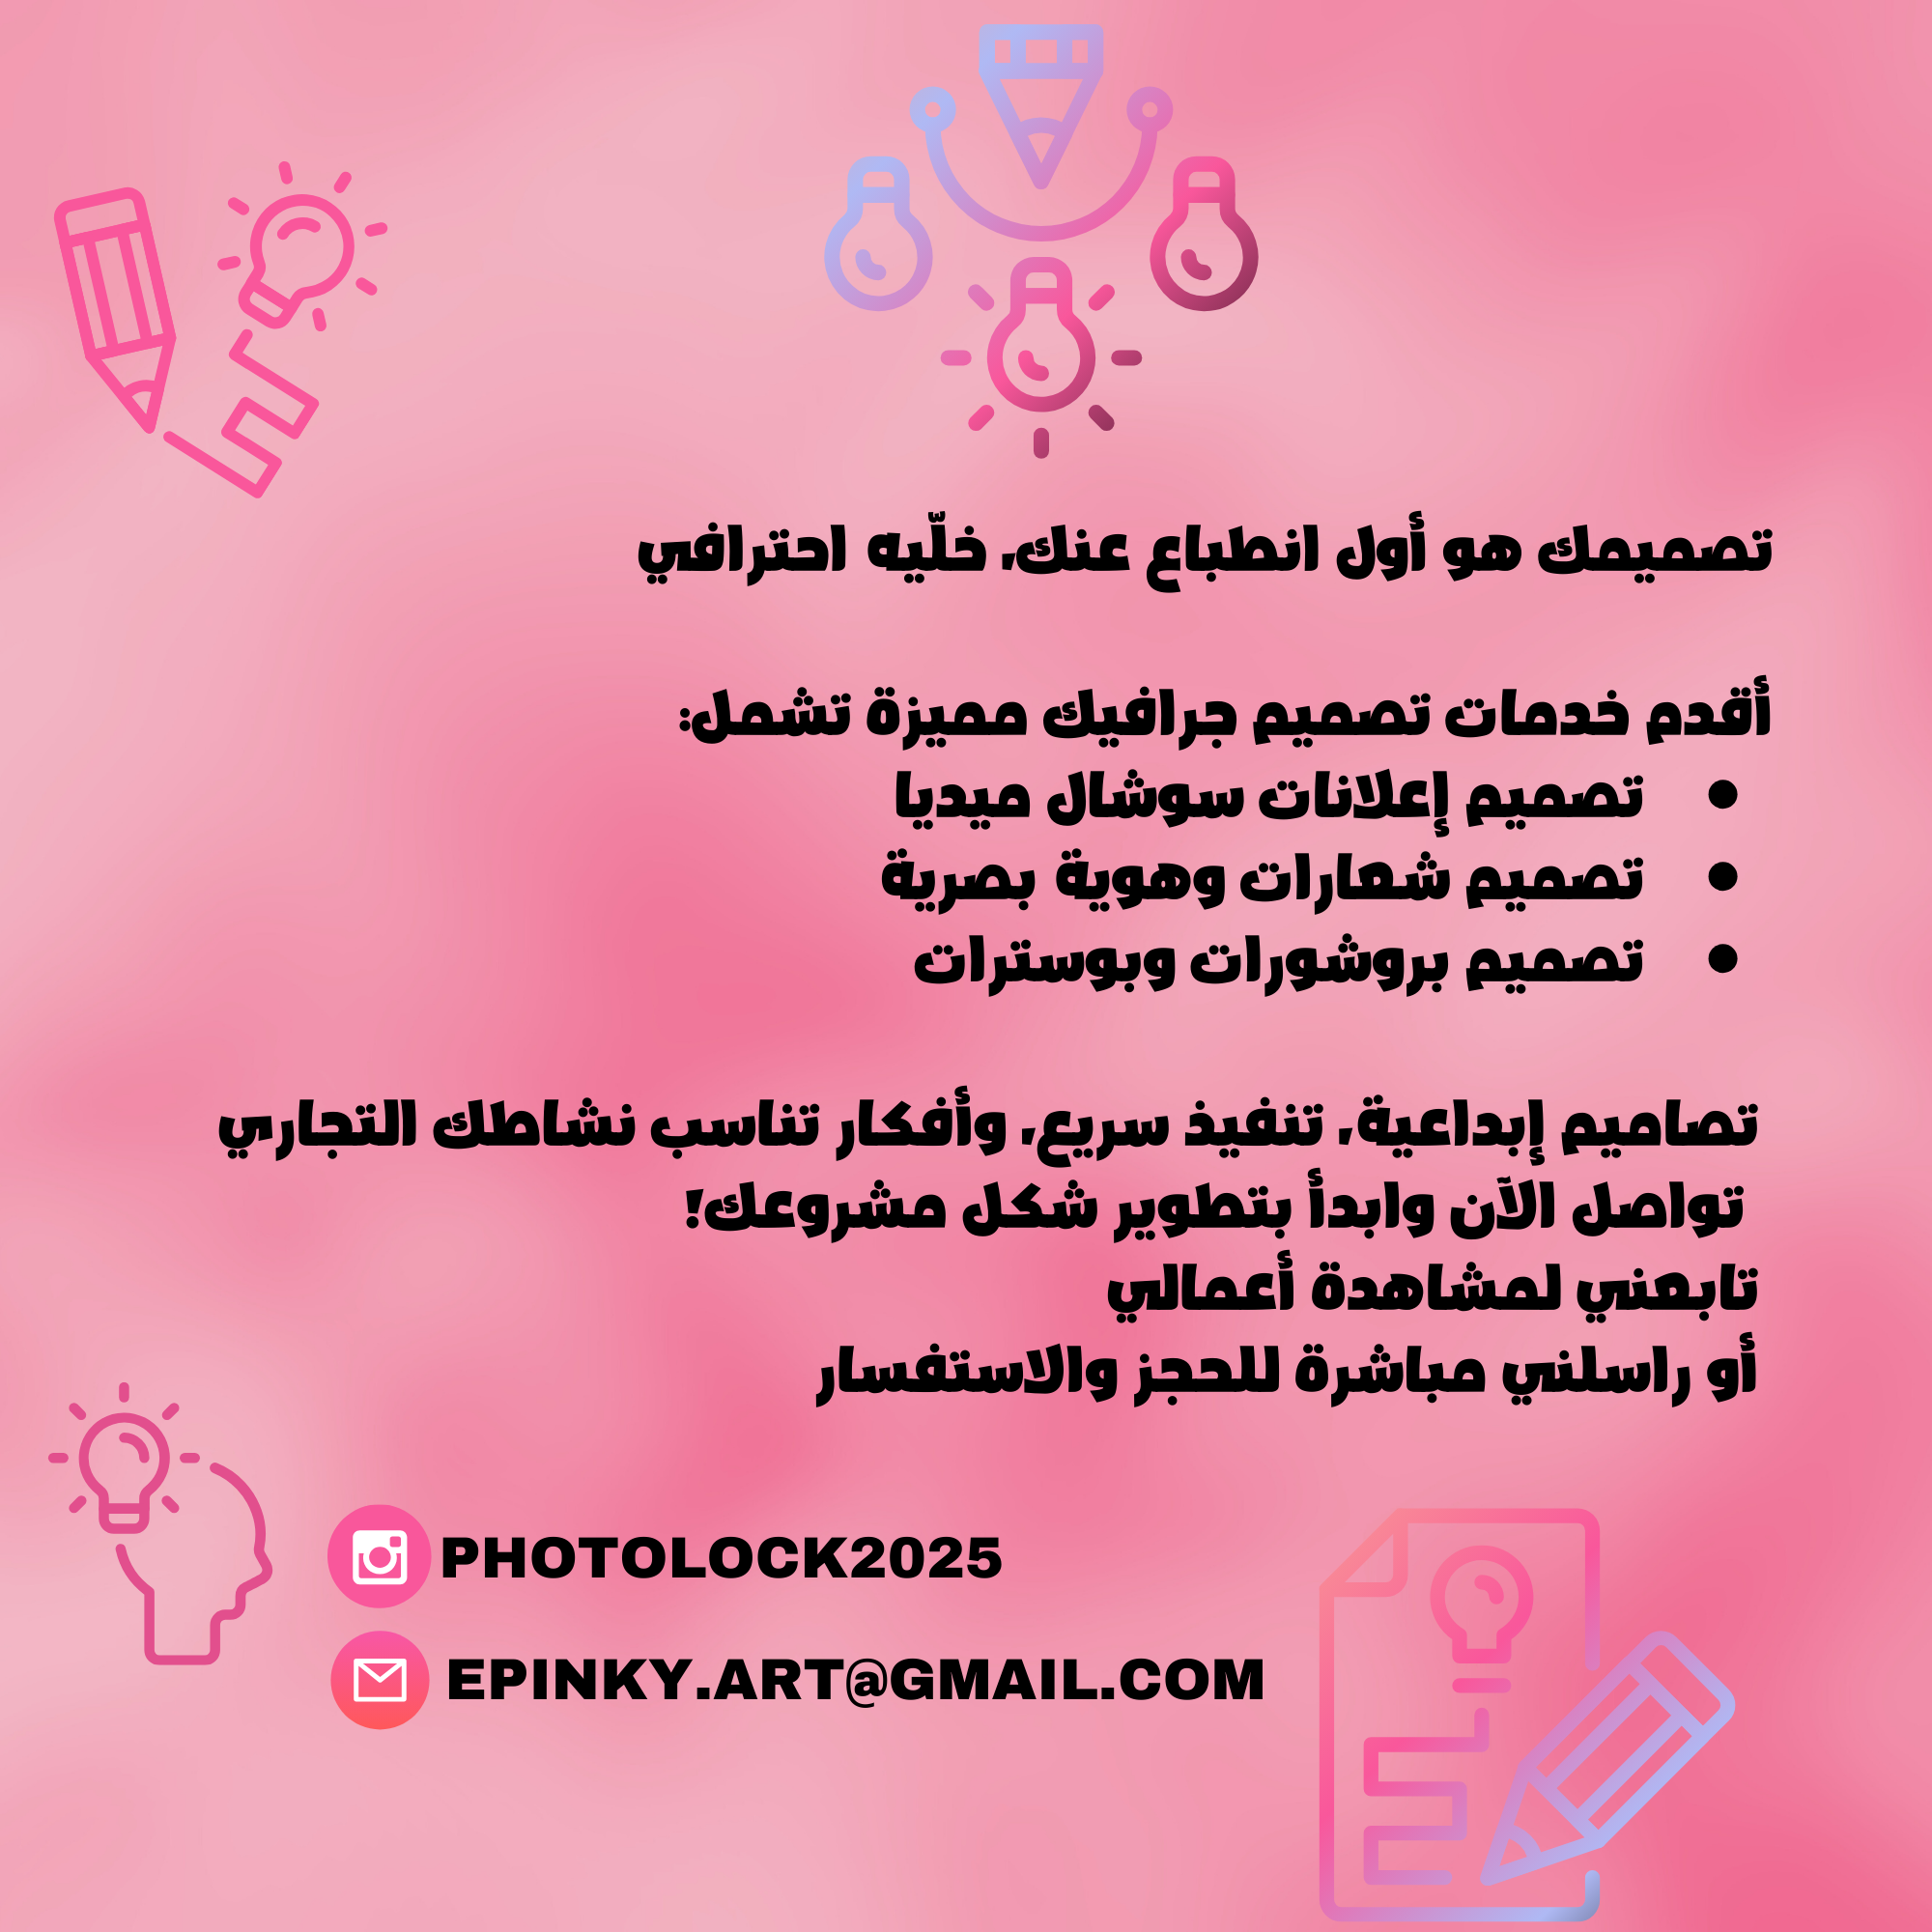 تصميمك هو أول انطباع عنك، خلّيه احترافي
أقدم خدمات تصميم جرافيك مميزة تشمل:
• تصميم إعلانات سوشال ميديا
• تصميم شعارات وهوية بصرية
• تصميم بروشورات وبوسترات
تصاميم إبداعية، تنفيذ سريع، وأفكار تناسب نشاطك التجاري
تواصل الآن وابدأ بتطوير شكل مشروعك!
تابعني لمشاهدة أعمالي
أو راسلني مباشرة للحجز والاستفسار
PHOTOLOCK2025
EPINKY.ART@GMAIL.COM